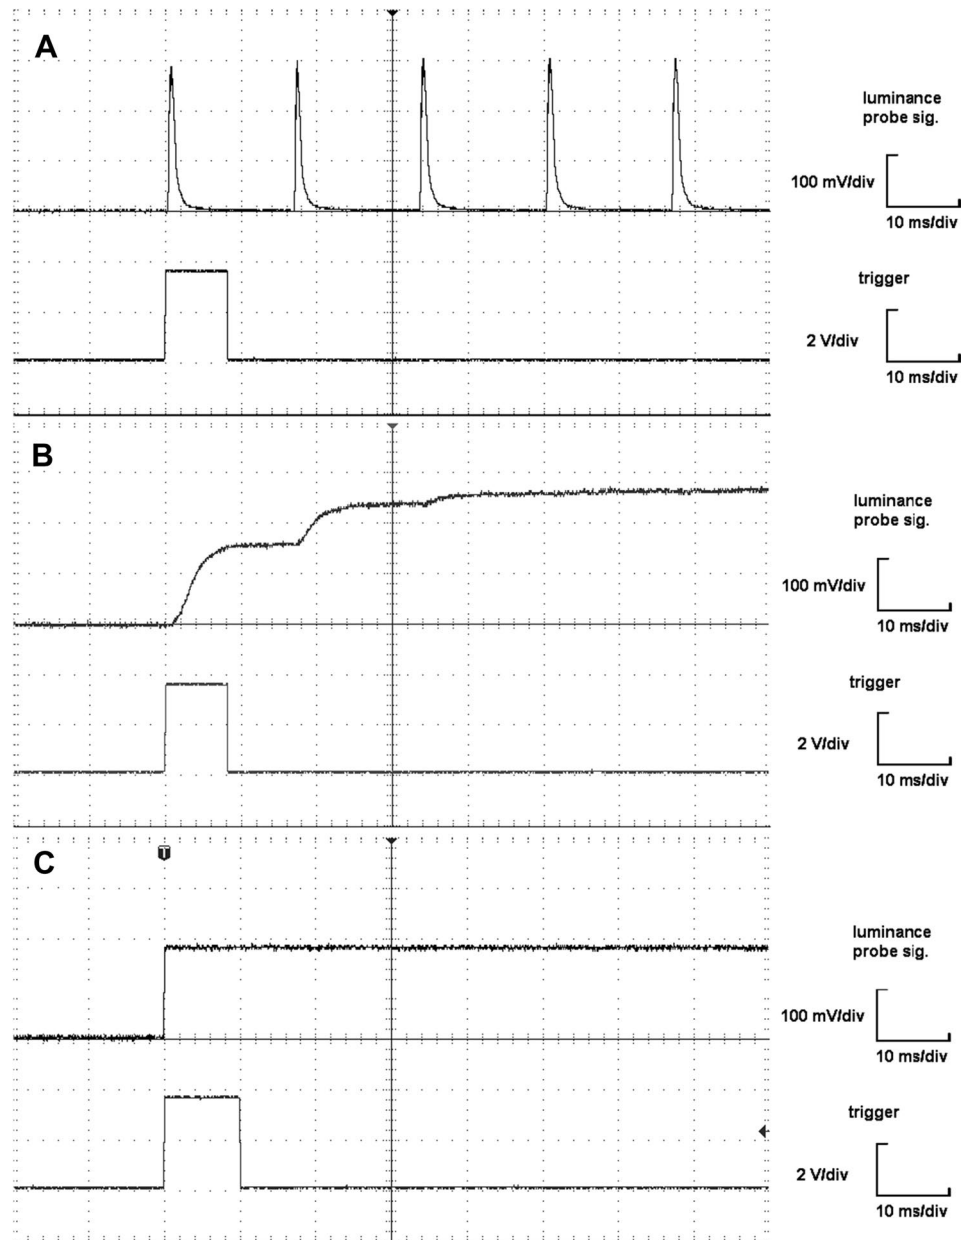 A
luminance
probe sig.
100 mV/div
10 ms/div
trigger
2 V/div
10 ms/div
B
luminance
probe sig.
100 mV/div
10 ms/div
trigger
2 V/div
10 ms/div
C
T
luminance
probe sig.
100 mV/div
10 ms/div
trigger
2 V/div
10 ms/div